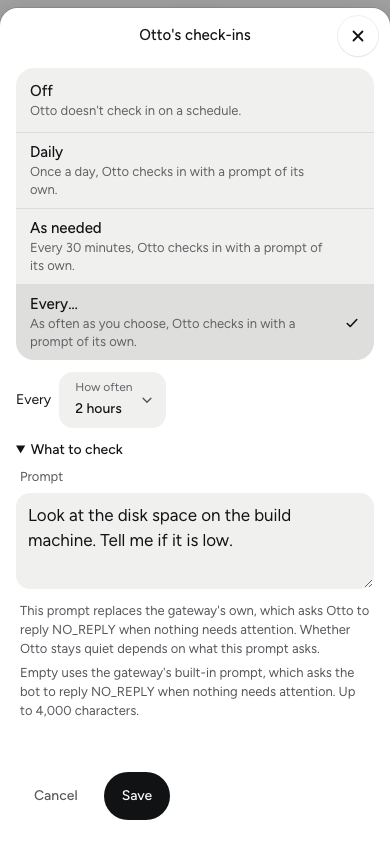 Otto's check-ins
Off
Otto doesn't check in on a schedule.
Daily
Once a day, Otto checks in with a prompt of its
own.
As needed
Every 30 minutes, Otto checks in with a prompt of
its own.
Every...
As often as you choose, Otto checks in with a
prompt of its own.
Every
How often
2 hours
What to check
Prompt
Look at the disk space on the build
machine. Tell me if it is low.
This prompt replaces the gateway's own, which asks Otto to
reply NO_REPLY when nothing needs attention. Whether
Otto stays quiet depends on what this prompt asks.
Empty uses the gateway's built-in prompt, which asks the
bot to reply NO_REPLY when nothing needs attention. Up
to 4,000 characters.
Cancel
Save